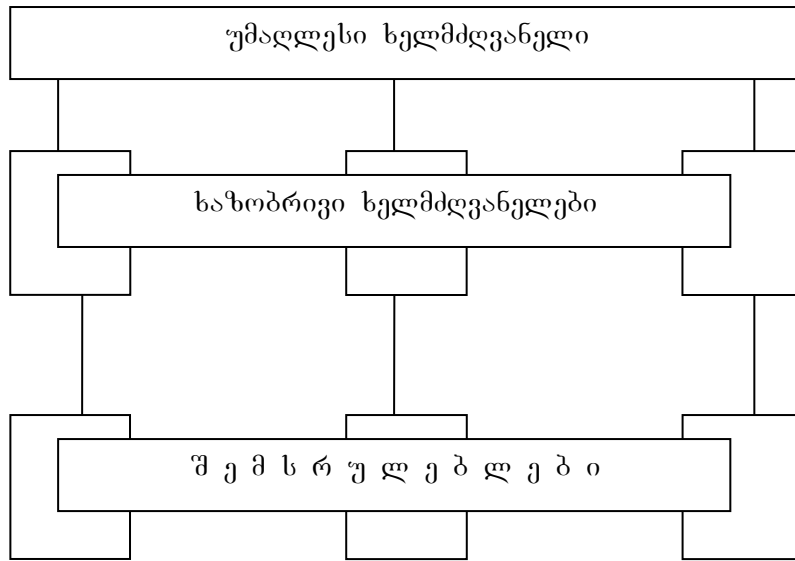 უმაღლესი ხელმძღვანელი
ხაზობრივი ხელმძღვანელები
შ ე მ ს რ უ ლ ე ბ ლ ე ბ ი